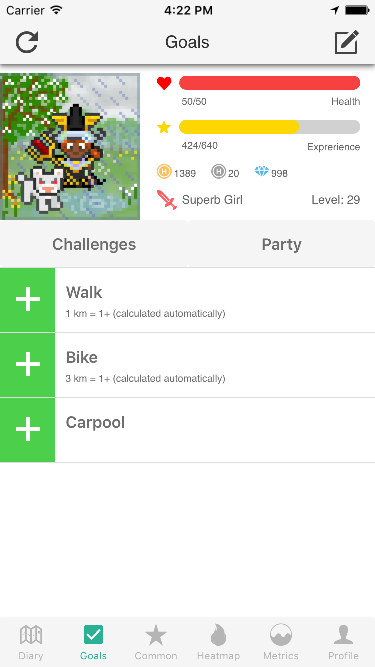 Carrier 4:22 PM
Goals
50/50 Health
424/640 Exprerience
1389 20 998
Superb Girl Level: 29
Challenges Party
Walk
1 km = 1+ (calculated automatically)
Bike
3 km = 1+ (calculated automatically)
Carpool
Diary Goals Common Heatmap Metrics Profile